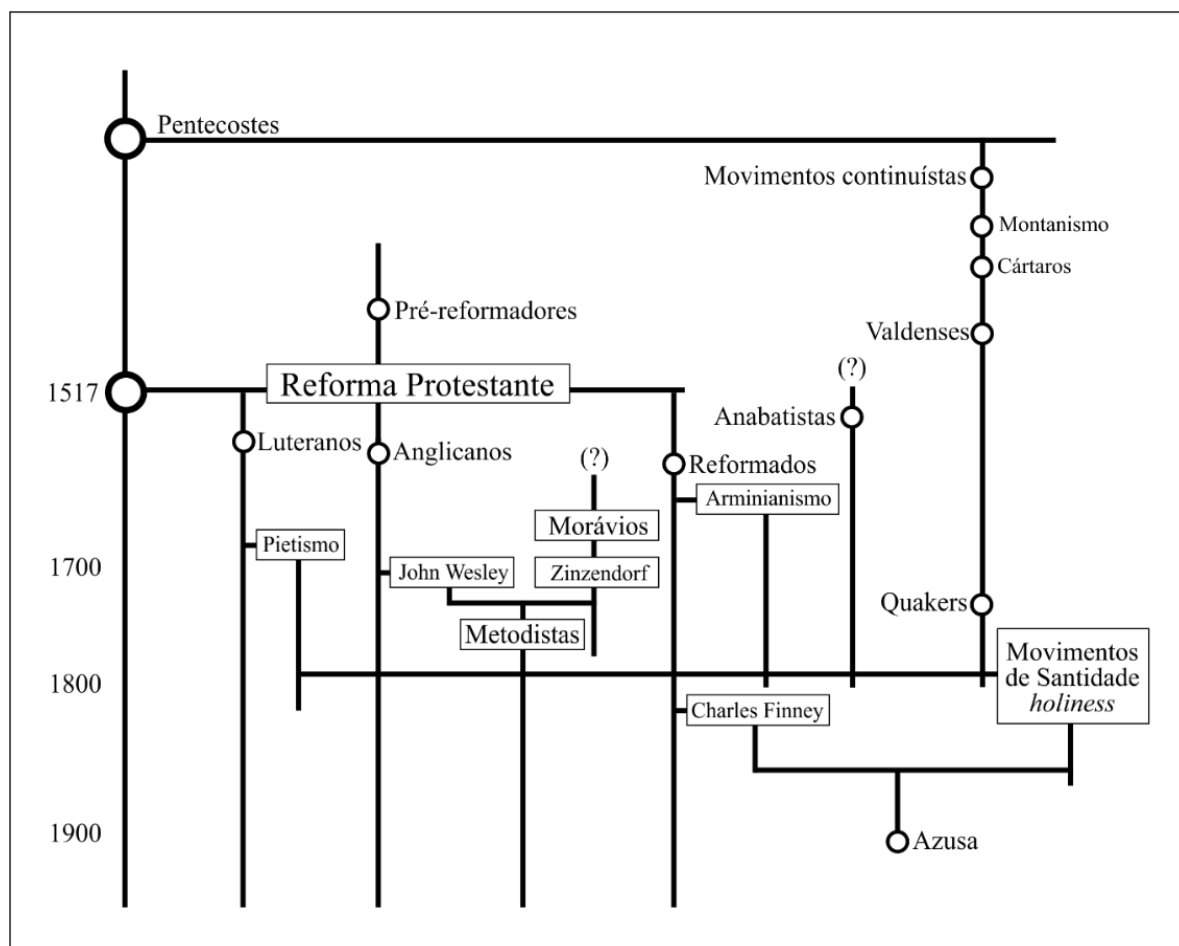 Pentecostes
Movimentos continuístas
Montanismo
Cártaros
Pré-reformadores
Valdenses
1517
Reforma Protestante
(?)
Anabatistas
Luteranos
Anglicanos
(?)
Reformados
Arminianismo
Morávios
Pietismo
1700
John Wesley
Zinzendorf
Quakers
Metodistas
Movimentos
de Santidade
holiness
1800
Charles Finney
1900
Azusa